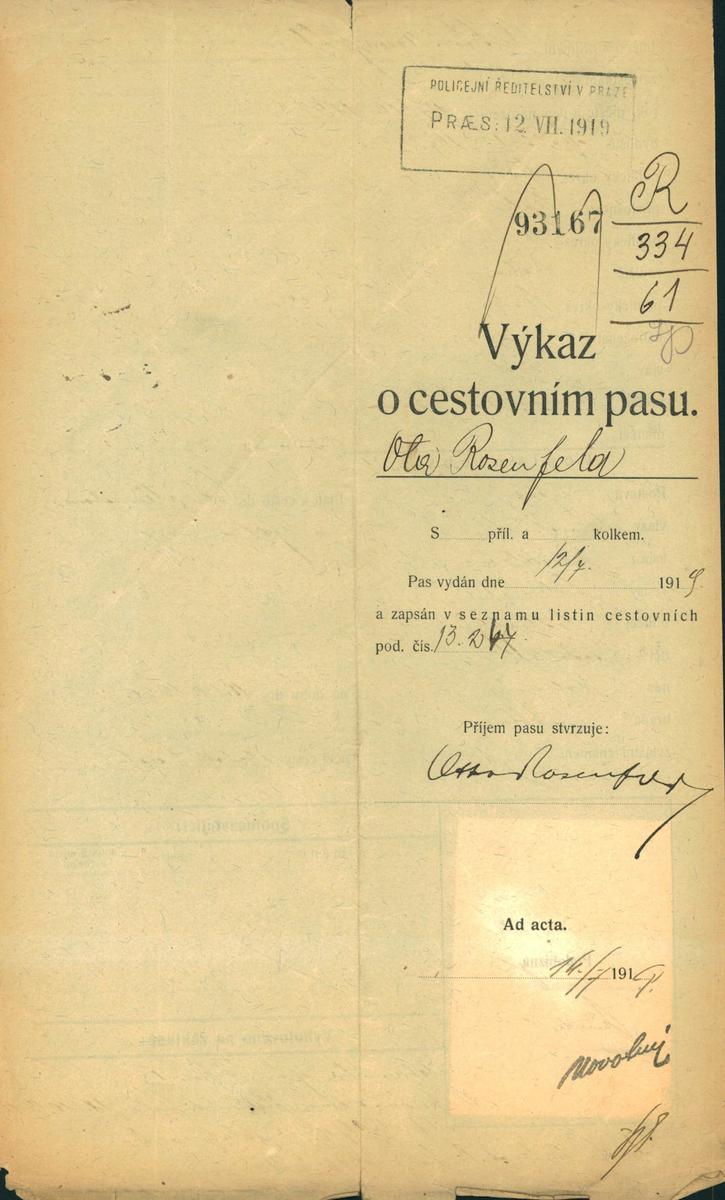 POLICEJNÍ ŘEDITELSTVÍ V PRAZE
PRÆS: 12. VII. 1919
93167
R
334
61
Výkaz
o cestovním pasu.
Ota Rosenfeld
S příl. a kolkem.
Pas vydán dne 12/7. 1919
a zapsán v seznamu listin cestovních
pod. čís. 13.247
Příjem pasu stvrzuje:
Otto Rosenfeld
Ad acta.
14/7 1919.
Novotný